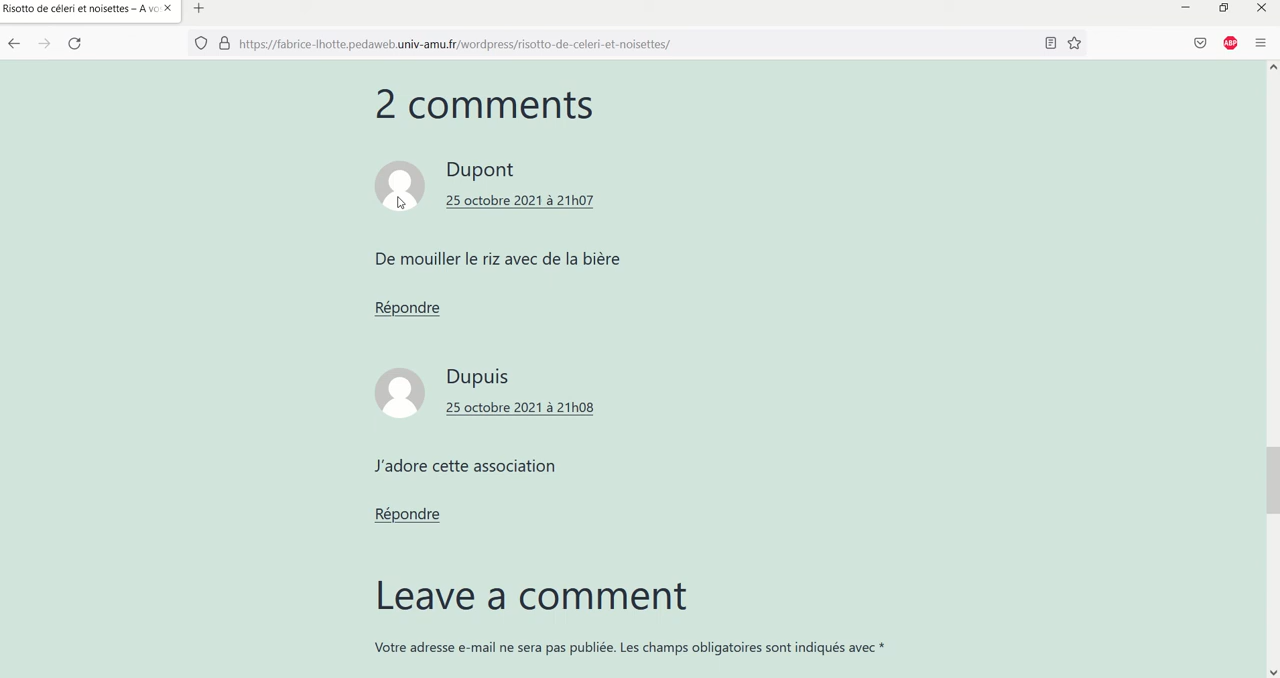 Risotto de céleri et noisettes – A vo
https://fabrice-lhotte.pedaweb.univ-amu.fr/wordpress/risotto-de-celeri-et-noisettes/
ABP
2 comments
Dupont
25 octobre 2021 à 21h07
De mouiller le riz avec de la bière
Répondre
Dupuis
25 octobre 2021 à 21h08
J’adore cette association
Répondre
Leave a comment
Votre adresse e-mail ne sera pas publiée. Les champs obligatoires sont indiqués avec *